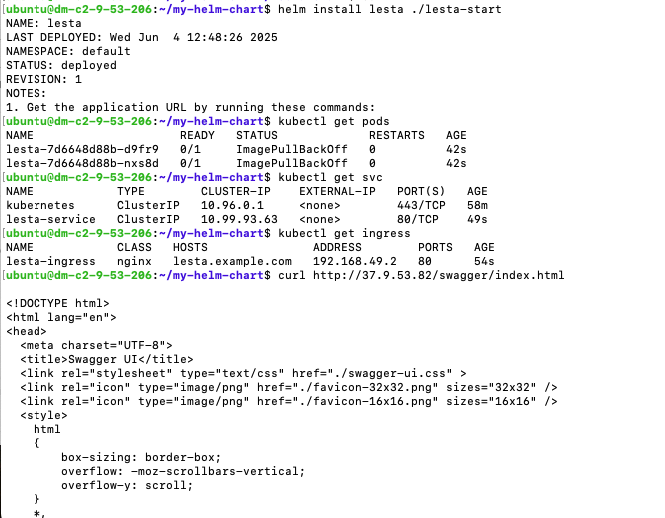 [ubuntu@dm-c2-9-53-206:~/my-helm-chart$ helm install lesta ./lesta-start
NAME: lesta
LAST DEPLOYED: Wed Jun  4 12:48:26 2025
NAMESPACE: default
STATUS: deployed
REVISION: 1
NOTES:
1. Get the application URL by running these commands:
[ubuntu@dm-c2-9-53-206:~/my-helm-chart$ kubectl get pods
NAME                     READY   STATUS             RESTARTS   AGE
lesta-7d6648d88b-d9fr9   0/1     ImagePullBackOff   0          42s
lesta-7d6648d88b-nxs8d   0/1     ImagePullBackOff   0          42s
[ubuntu@dm-c2-9-53-206:~/my-helm-chart$ kubectl get svc
NAME            TYPE        CLUSTER-IP    EXTERNAL-IP   PORT(S)   AGE
kubernetes      ClusterIP   10.96.0.1     <none>        443/TCP   58m
lesta-service   ClusterIP   10.99.93.63   <none>        80/TCP    49s
[ubuntu@dm-c2-9-53-206:~/my-helm-chart$ kubectl get ingress
NAME            CLASS   HOSTS               ADDRESS        PORTS   AGE
lesta-ingress   nginx   lesta.example.com   192.168.49.2   80      54s
[ubuntu@dm-c2-9-53-206:~/my-helm-chart$ curl http://37.9.53.82/swagger/index.html
<!DOCTYPE html>
<html lang="en">
<head>
  <meta charset="UTF-8">
  <title>Swagger UI</title>
  <link rel="stylesheet" type="text/css" href="./swagger-ui.css" >
  <link rel="icon" type="image/png" href="./favicon-32x32.png" sizes="32x32" />
  <link rel="icon" type="image/png" href="./favicon-16x16.png" sizes="16x16" />
  <style>
    html
    {
        box-sizing: border-box;
        overflow: -moz-scrollbars-vertical;
        overflow-y: scroll;
    }
    *,